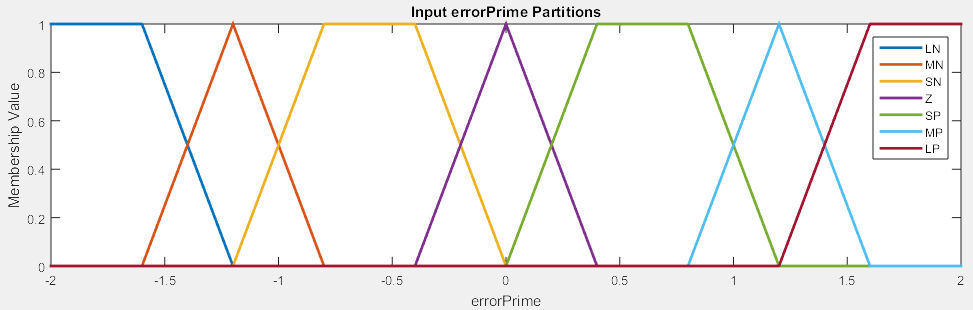 Input errorPrime Partitions
Membership Value
1
0.8
0.6
0.4
0.2
0
-2
-1.5
-1
-0.5
0
0.5
1
1.5
2
errorPrime
LN
MN
SN
Z
SP
MP
LP